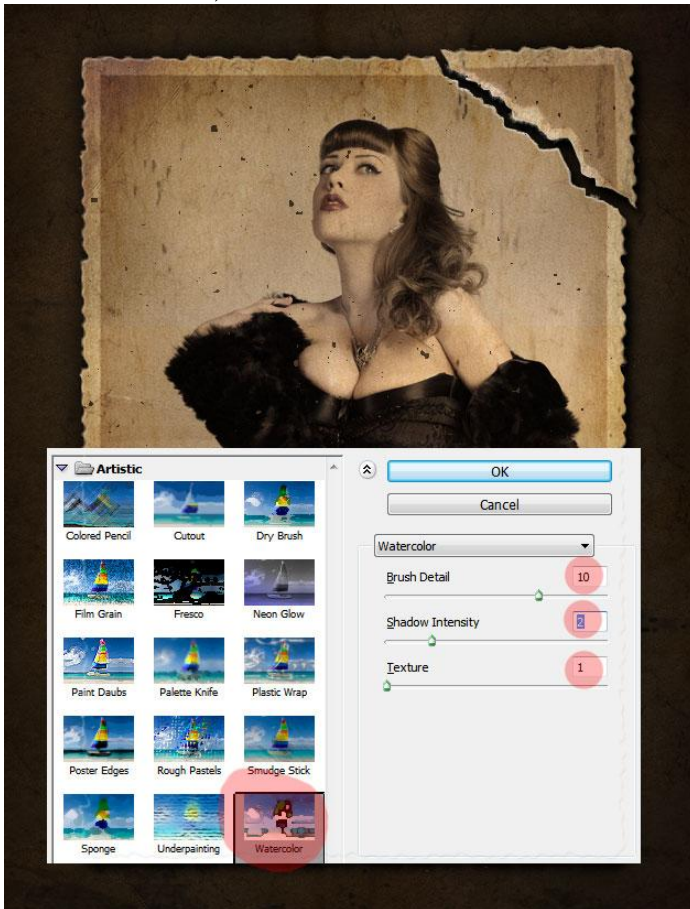 Artistic
OK
Cancel
Colored Pencil
Cutout
Dry Brush
Watercolor
Film Grain
Fresco
Neon Glow
Brush Detail
10
Shadow Intensity
2
Paint Daubs
Palette Knife
Plastic Wrap
Texture
1
Poster Edges
Rough Pastels
Smudge Stick
Sponge
Underpainting
Watercolor